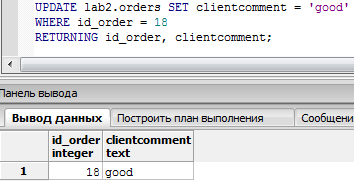 UPDATE lab2.orders SET clientcomment = 'good'
WHERE id_order = 18
RETURNING id_order, clientcomment;
Панель вывода
Вывод данных Построить план выполнения Сообщени
id_order clientcomment
integer text
1 18 good